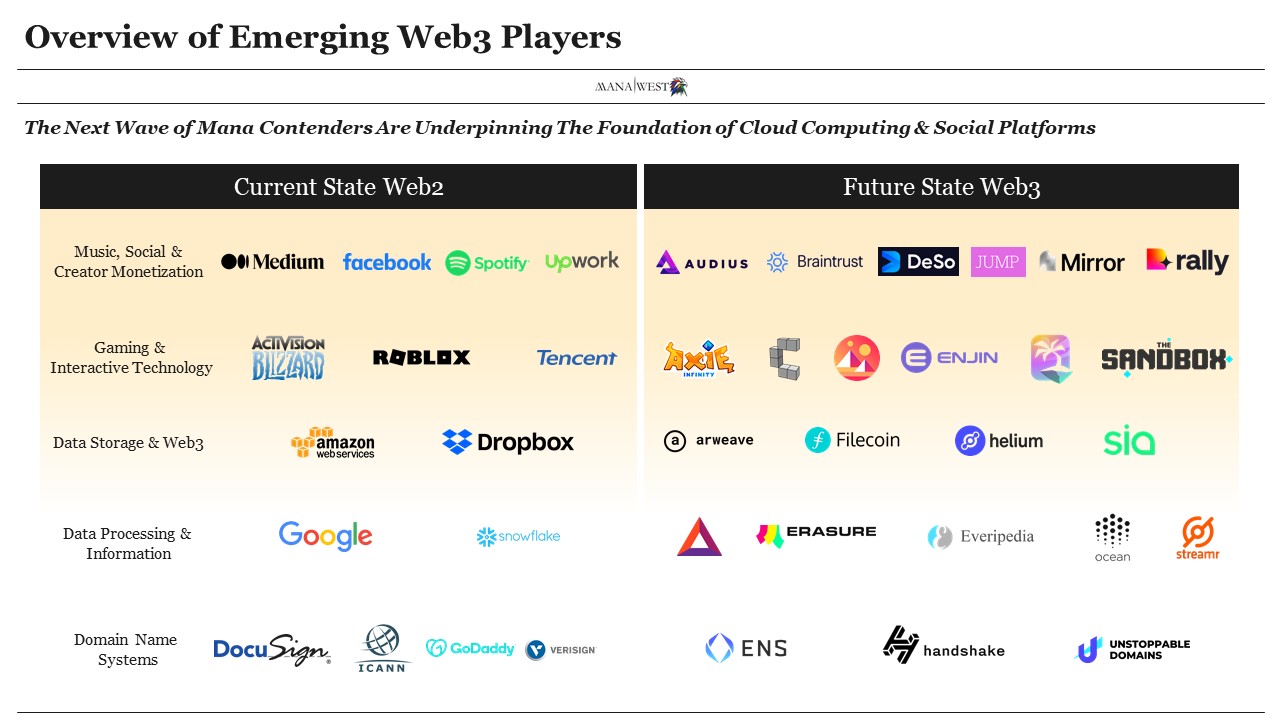 Overview of Emerging Web3 Players
MANA|WEST
The Next Wave of Mana Contenders Are Underpinning The Foundation of Cloud Computing & Social Platforms
Current State Web2
Future State Web3
Music, Social &
Creator Monetization
Medium
facebook
Spotify
Upwork
AUDIUS
Braintrust
DeSo
JUMP
Mirror
rally
Gaming &
Interactive Technology
ACTIVISION
BLIZZARD
ROBLOX
Tencent
AXIE
INFINITY
ENJIN
THE
SANDBOX
Data Storage & Web3
amazon
web services
Dropbox
arweave
Filecoin
helium
sia
Data Processing &
Information
Google
snowflake
ERASURE
Everipedia
ocean
streamr
Domain Name
Systems
DocuSign
ICANN
GoDaddy
VERISIGN
ENS
handshake
UNSTOPPABLE
DOMAINS